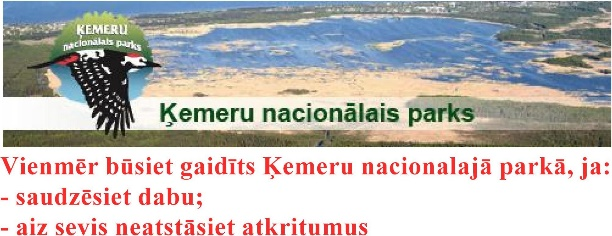 ĶEMERU
nacionālais parks
Ķemeru nacionālais parks
Vienmēr būsiet gaidīts Ķemeru nacionalajā parkā, ja:
- saudzēsiet dabu;
- aiz sevis neatstāsiet atkritumus